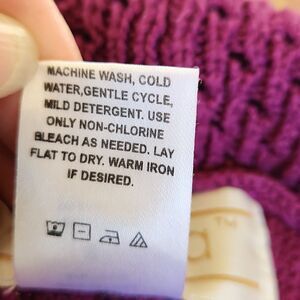 MACHINE WASH, COLD
WATER,GENTLE CYCLE,
MILD DETERGENT. USE
ONLY NON-CHLORINE
BLEACH AS NEEDED. LAY
FLAT TO DRY. WARM IRON
IF DESIRED.
a™